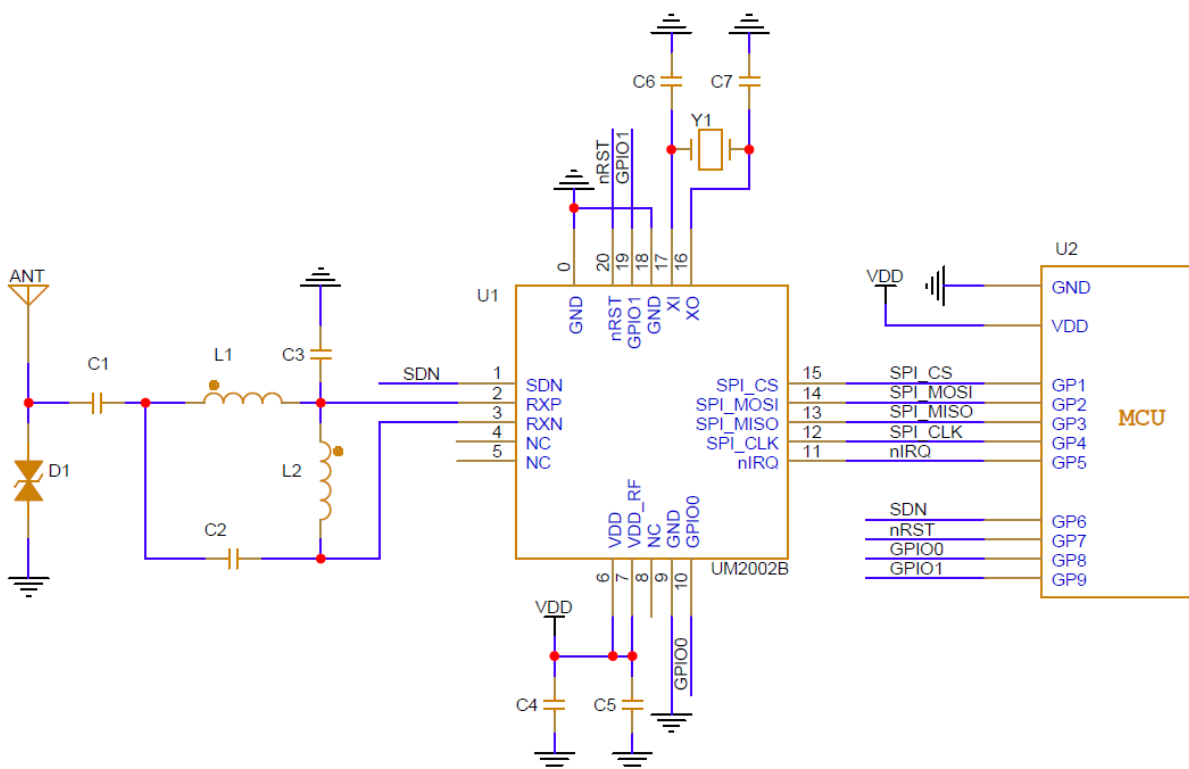 C6
C7
Y1
nRST
GPIO1
U2
ANT
VDD
U1
0
20
19
18
17
16
GND
nRST
GPIO1
GND
XI
XO
GND
VDD
C1
L1
C3
SDN
1
SDN
2
RXP
3
RXN
4
NC
5
NC
SPI_CS
15
SPI_CS
GP1
SPI_MOSI
14
SPI_MOSI
GP2
SPI_MISO
13
SPI_MISO
GP3
SPI_CLK
12
SPI_CLK
GP4
nIRQ
11
nIRQ
GP5
MCU
D1
L2
C2
SDN
GP6
nRST
GP7
GPIO0
GP8
GPIO1
GP9
VDD
VDD_RF
NC
GND
GPIO0
UM2002B
6
7
8
9
10
VDD
GPIO0
C4
C5